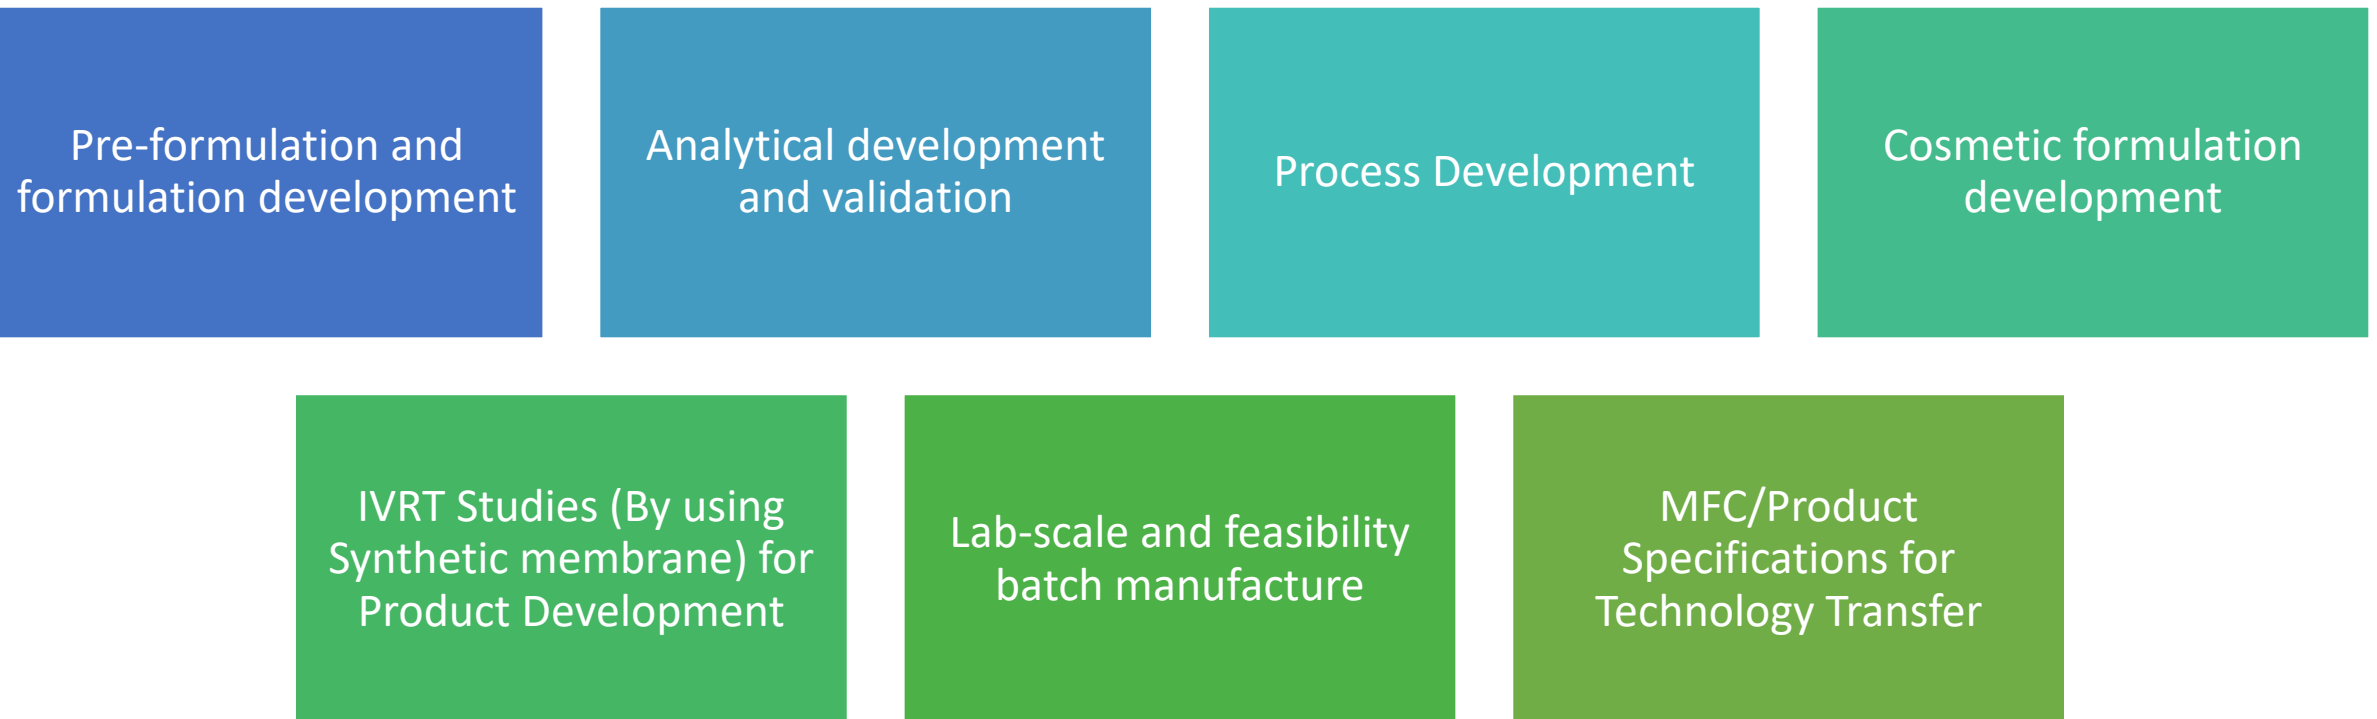 Pre-formulation and
formulation development
Analytical development
and validation
Process Development
Cosmetic formulation
development
IVRT Studies (By using
Synthetic membrane) for
Product Development
Lab-scale and feasibility
batch manufacture
MFC/Product
Specifications for
Technology Transfer